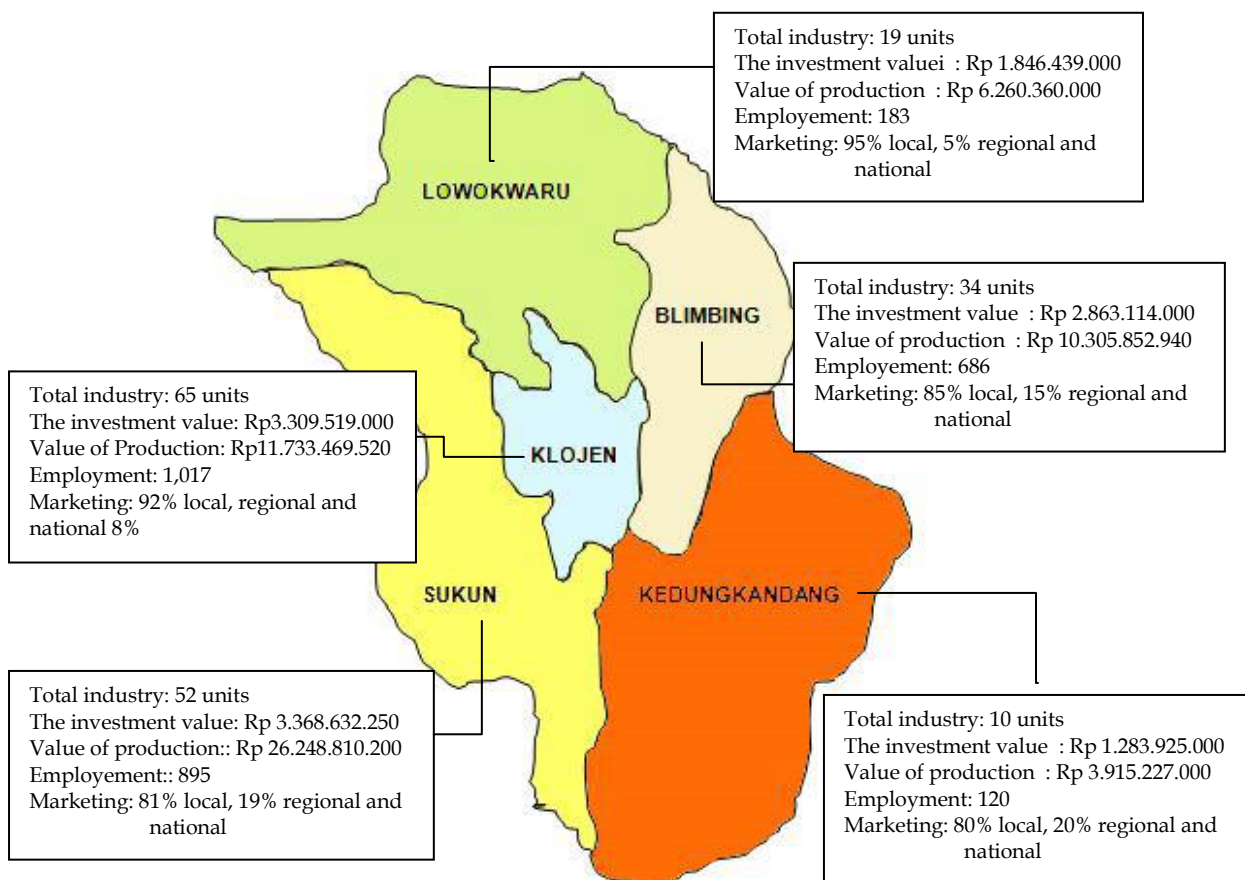 Total industry: 19 units
The investment valuei : Rp 1.846.439.000
Value of production : Rp 6.260.360.000
Employement: 183
Marketing: 95% local, 5% regional and
national
LOWOKWARU
Total industry: 34 units
The investment value : Rp 2.863.114.000
Value of production : Rp 10.305.852.940
Employement: 686
Marketing: 85% local, 15% regional and
national
BLIMBING
Total industry: 65 units
The investment value: Rp3.309.519.000
Value of Production: Rp11.733.469.520
Employment: 1,017
Marketing: 92% local, regional and
national 8%
KLOJEN
SUKUN
KEDUNGKANDANG
Total industry: 52 units
The investment value: Rp 3.368.632.250
Value of production:: Rp 26.248.810.200
Employement:: 895
Marketing: 81% local, 19% regional and
national
Total industry: 10 units
The investment value : Rp 1.283.925.000
Value of production : Rp 3.915.227.000
Employment: 120
Marketing: 80% local, 20% regional and
national